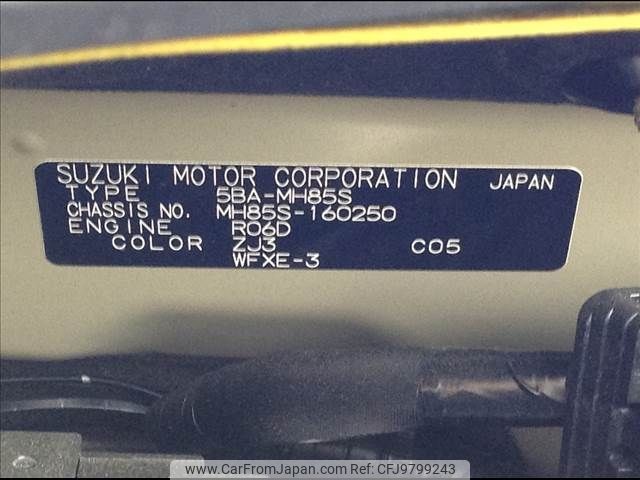 SUZUKI MOTOR CORPORATION JAPAN
TYPE 5BA-MH85S
CHASSIS NO. MH85S-160250
ENGINE R06D
COLOR ZJ3 C05
WFXE-3
www.CarFromJapan.com | CFJ9799243